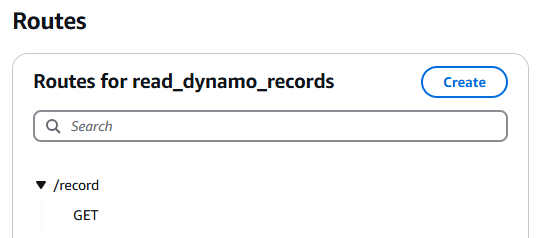 Routes
Routes for read_dynamo_records
Create
Search
/record
GET